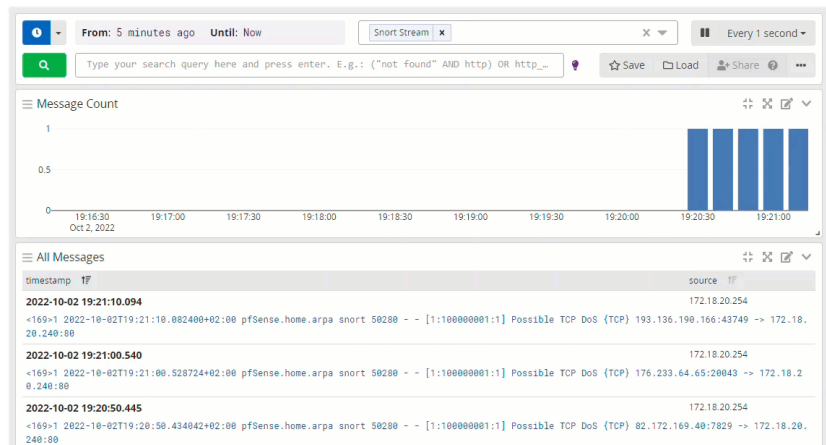 From: 5 minutes ago Until: Now
Snort Stream x
Every 1 second
Type your search query here and press enter. E.g.: ("not found" AND http) OR http_...
Save
Load
Share
Message Count
1
0.5
0
19:16:30 19:17:00 19:17:30 19:18:00 19:18:30 19:19:00 19:19:30 19:20:00 19:20:30 19:21:00
Oct 2, 2022
All Messages
timestamp source
2022-10-02 19:21:10.094 172.18.20.254
<169>1 2022-10-02T19:21:10.082400+02:00 pfSense.home.arpa snort 50280 - - [1:100000001:1] Possible TCP DoS {TCP} 193.136.190.166:43749 -> 172.18.
20.240:80
2022-10-02 19:21:00.540 172.18.20.254
<169>1 2022-10-02T19:21:00.528724+02:00 pfSense.home.arpa snort 50280 - - [1:100000001:1] Possible TCP DoS {TCP} 176.233.64.65:20043 -> 172.18.2
0.240:80
2022-10-02 19:20:50.445 172.18.20.254
<169>1 2022-10-02T19:20:50.434042+02:00 pfSense.home.arpa snort 50280 - - [1:100000001:1] Possible TCP DoS {TCP} 82.172.169.40:7829 -> 172.18.20.
240:80